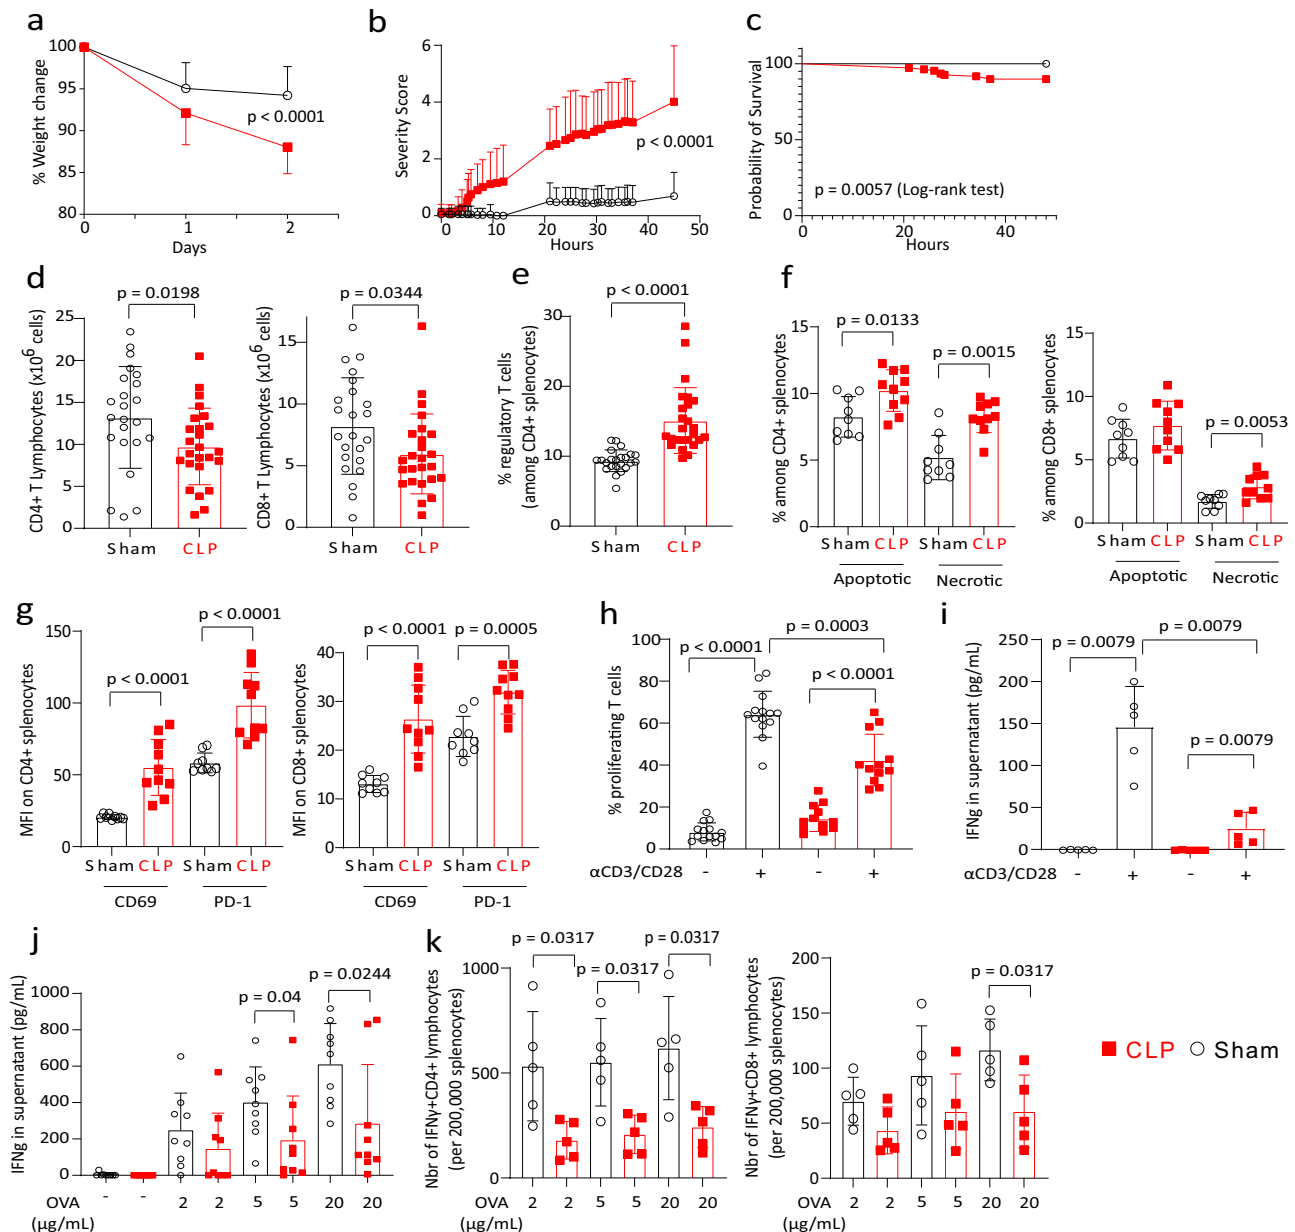 a
% Weight change
100
95
90
85
80
p < 0.0001
0
1
2
Days
b
Severity Score
6
4
2
0
p < 0.0001
0
10
20
30
40
50
Hours
c
Probability of Survival
100
50
0
p = 0.0057 (Log-rank test)
0
20
40
Hours
d
CD4+ T Lymphocytes (x10⁶ cells)
25
20
15
10
5
0
p = 0.0198
Sham
CLP
CD8+ T Lymphocytes (x10⁶ cells)
15
10
5
0
p = 0.0344
Sham
CLP
e
% regulatory T cells
(among CD4+ splenocytes)
30
20
10
0
p < 0.0001
Sham
CLP
f
% among CD4+ splenocytes
15
10
5
0
p = 0.0133
p = 0.0015
Sham CLP Sham CLP
Apoptotic
Necrotic
% among CD8+ splenocytes
15
10
5
0
p = 0.0053
Sham CLP Sham CLP
Apoptotic
Necrotic
g
MFI on CD4+ splenocytes
150
100
50
0
p < 0.0001
p < 0.0001
Sham CLP Sham CLP
CD69
PD-1
MFI on CD8+ splenocytes
40
30
20
10
0
p < 0.0001
p = 0.0005
Sham CLP Sham CLP
CD69
PD-1
h
% proliferating T cells
100
80
60
40
20
0
p < 0.0001
p = 0.0003
p < 0.0001
αCD3/CD28
-
+
-
+
i
IFNg in supernatant (pg/mL)
250
200
150
100
50
0
p = 0.0079
p = 0.0079
p = 0.0079
αCD3/CD28
-
+
-
+
j
IFNg in supernatant (pg/mL)
1000
800
600
400
200
0
p = 0.04
p = 0.0244
OVA
(µg/mL)
-
-
2
2
5
5
20
20
k
Nbr of IFNγ+CD4+ lymphocytes
(per 200,000 splenocytes)
1000
500
0
p = 0.0317
p = 0.0317
p = 0.0317
OVA
(µg/mL)
2
2
5
5
20
20
Nbr of IFNγ+CD8+ lymphocytes
(per 200,000 splenocytes)
200
150
100
50
0
p = 0.0317
OVA
(µg/mL)
2
2
5
5
20
20
CLP
Sham